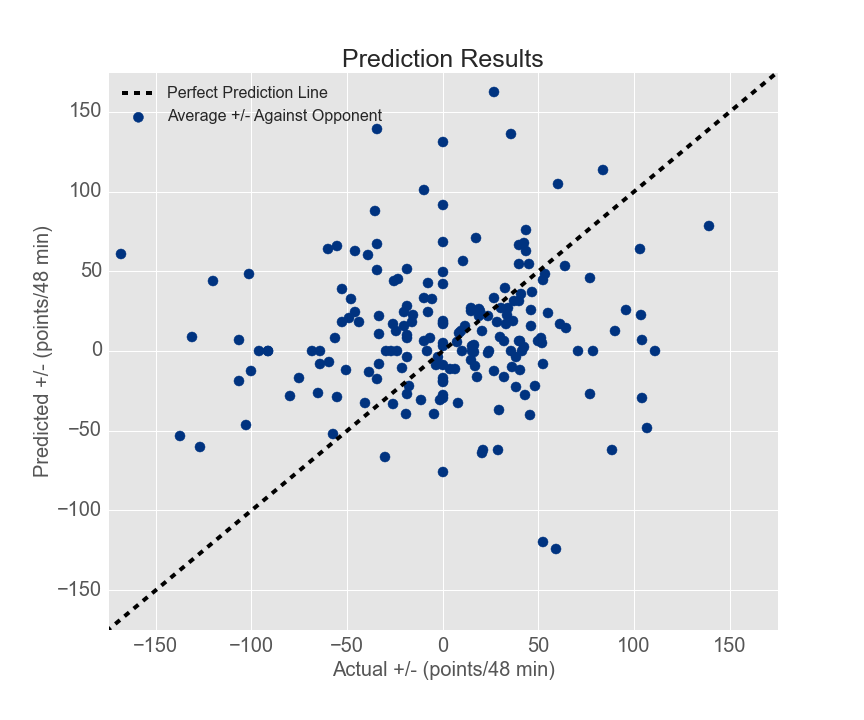 Prediction Results
Perfect Prediction Line
Average +/- Against Opponent
150
100
50
0
−50
−100
−150
Predicted +/- (points/48 min)
−150 −100 −50 0 50 100 150
Actual +/- (points/48 min)